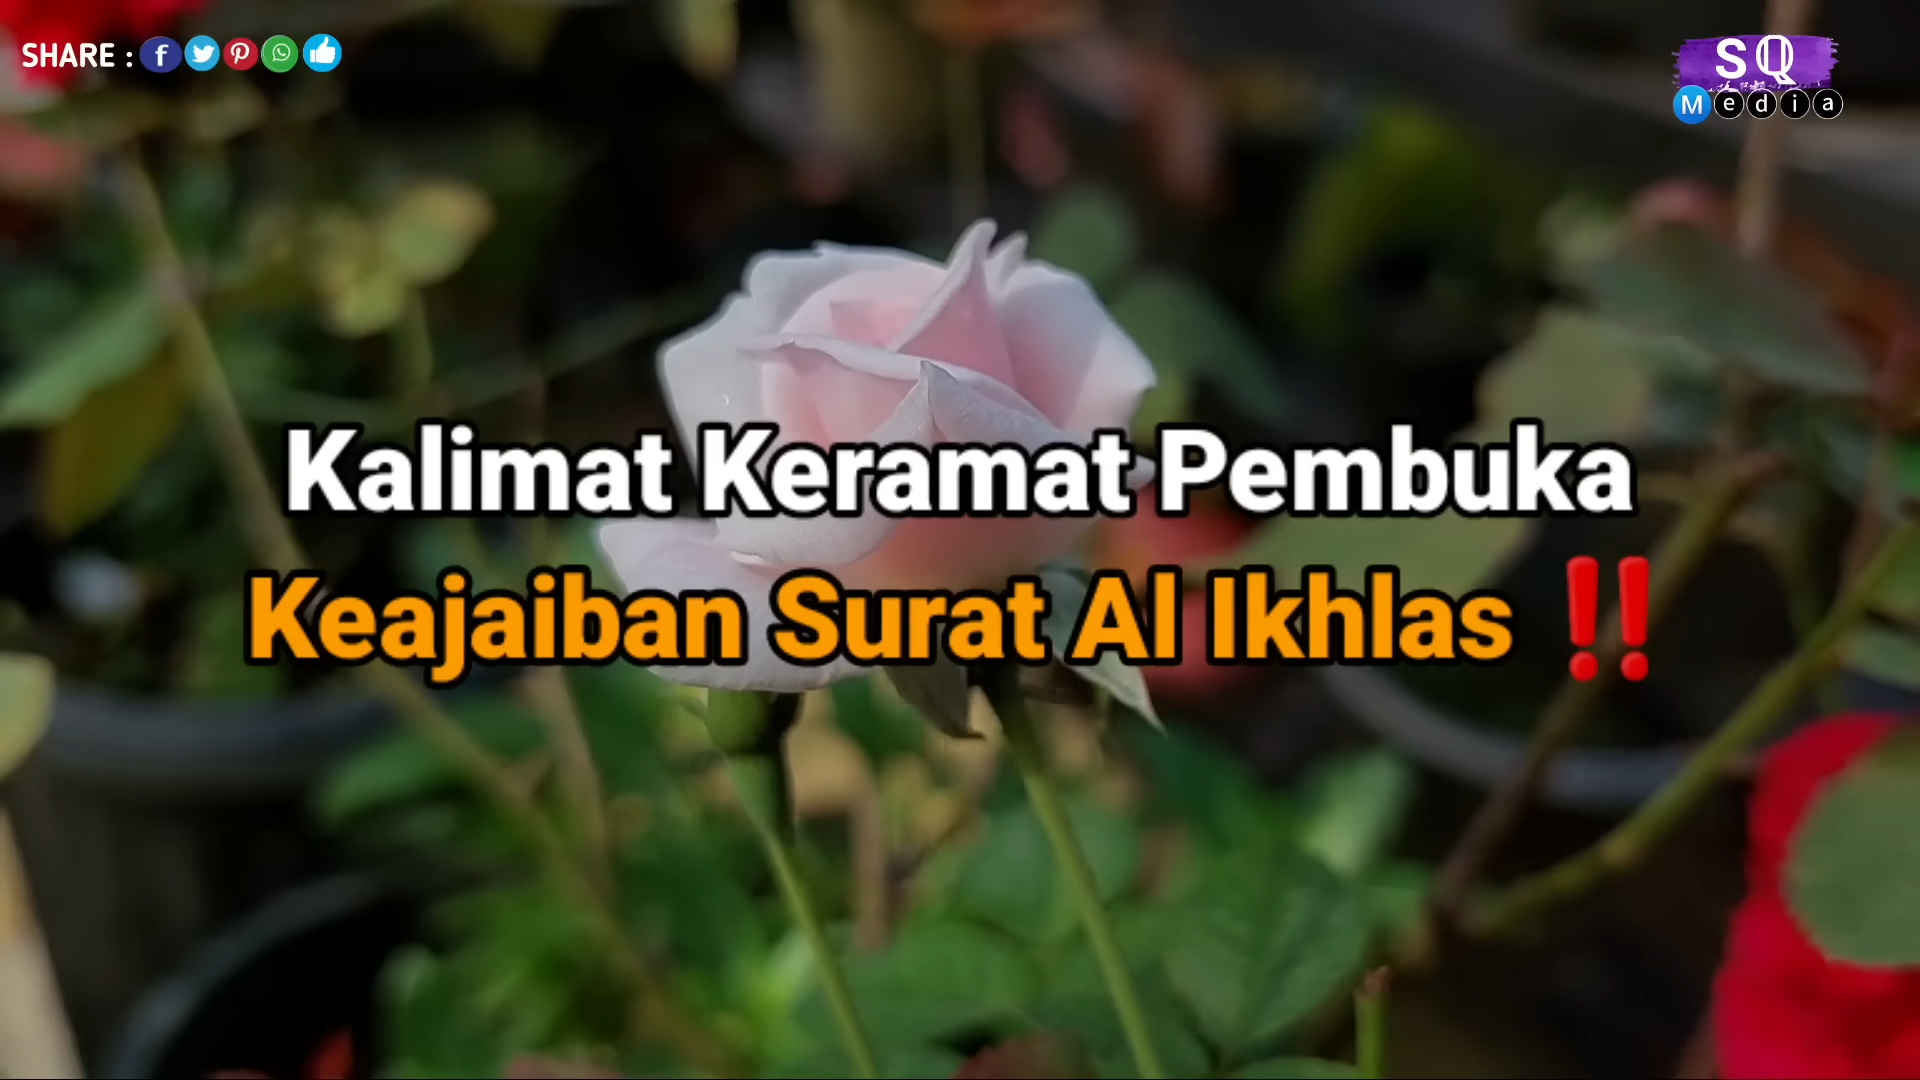 SHARE :
SQ
Media
Kalimat Keramat Pembuka
Keajaiban Surat Al Ikhlas ‼️